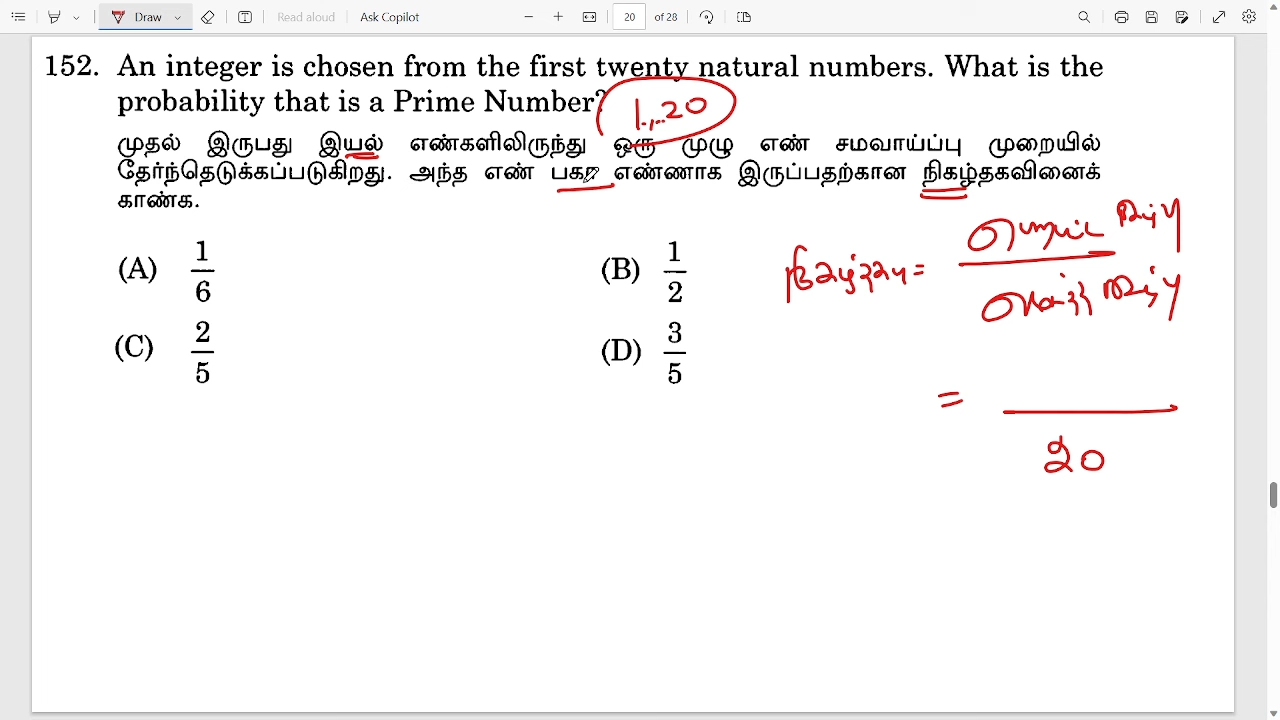 Draw
Read aloud
Ask Copilot
20
of 28
152. An integer is chosen from the first twenty natural numbers. What is the
probability that is a Prime Number?
1,..20
முதல் இருபது இயல் எண்களிலிருந்து ஒரு முழு எண் சமவாய்ப்பு முறையில்
தேர்ந்தெடுக்கப்படுகிறது. அந்த எண் பகா எண்ணாக இருப்பதற்கான நிகழ்தகவினைக்
காண்க.
(A) 1/6
(B) 1/2
(C) 2/5
(D) 3/5
=
=
20